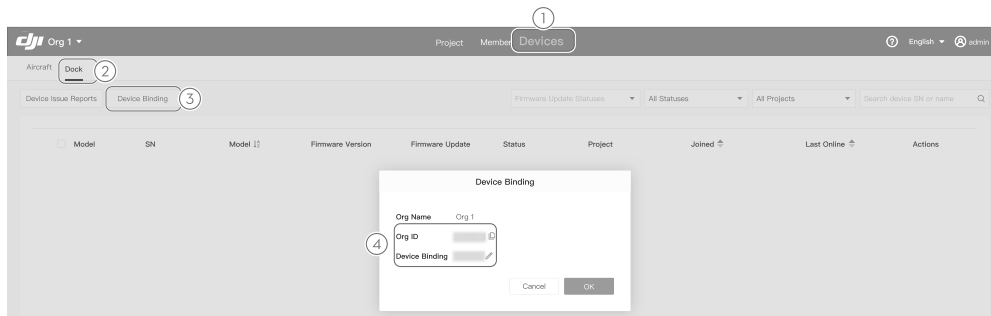 1
dji Org 1 Project Member Devices English admin
Aircraft Dock 2
Device Issue Reports Device Binding 3 Firmware Update Statuses All Statuses All Projects Search device SN or name
Model SN Model Firmware Version Firmware Update Status Project Joined Last Online Actions
Device Binding
Org Name Org 1
4 Org ID
Device Binding
Cancel OK